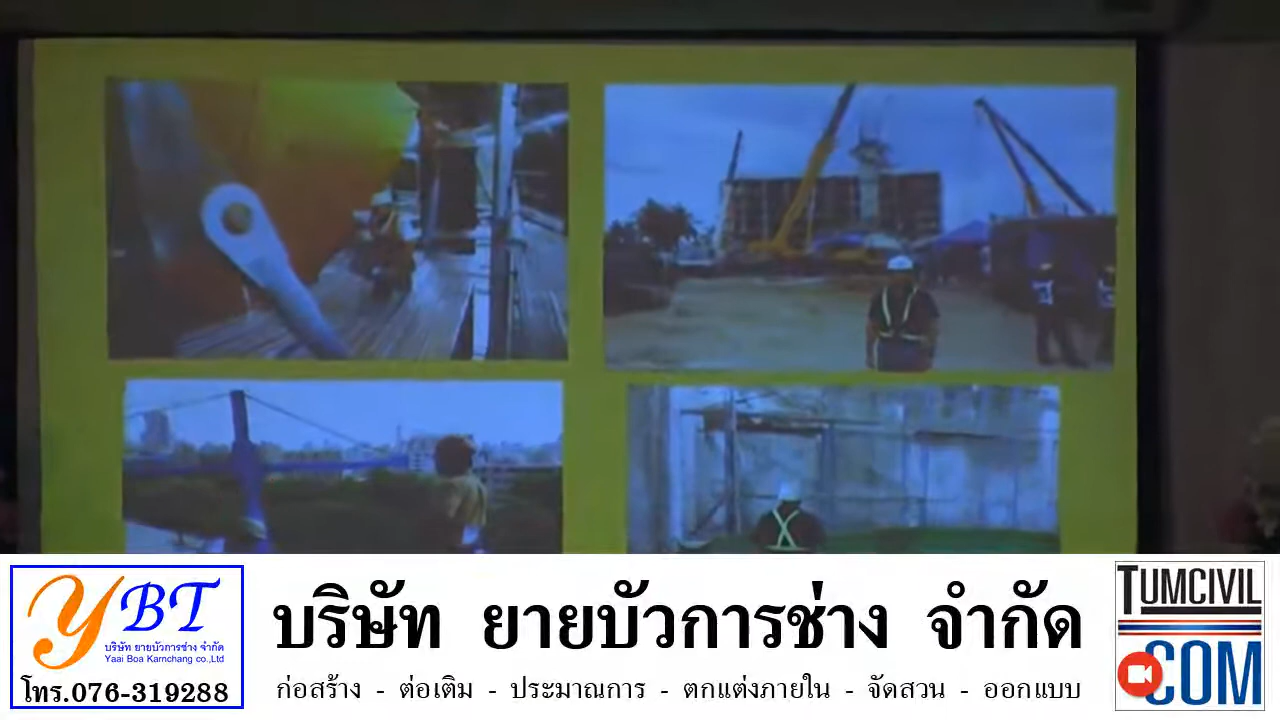 YBT
บริษัท ยายบัวการช่าง จำกัด
Yaai Boa Karnchang co.,Ltd
โทร.076-319288
บริษัท ยายบัวการช่าง จำกัด
ก่อสร้าง - ต่อเติม - ประมาณการ - ตกแต่งภายใน - จัดสวน - ออกแบบ
TUMCIVIL
.COM